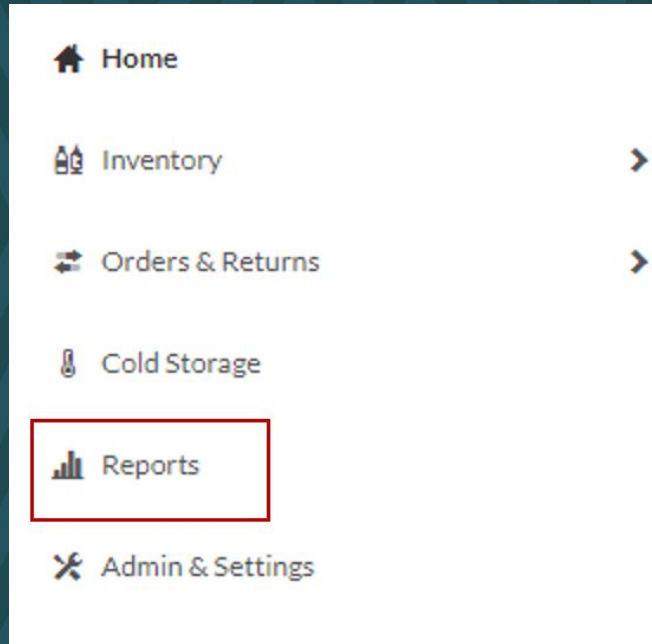 Home
Inventory
Orders & Returns
Cold Storage
Reports
Admin & Settings